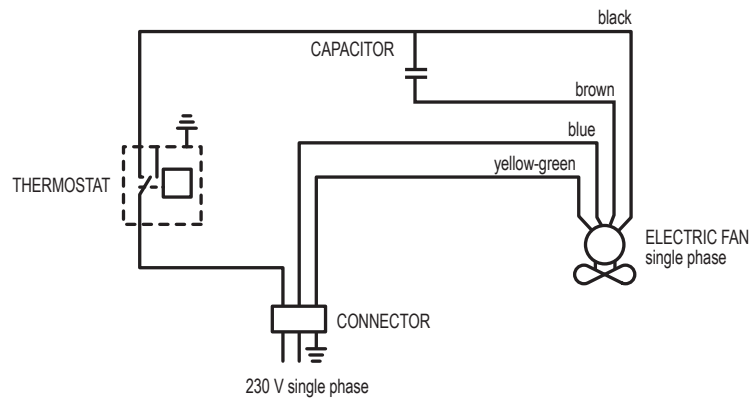 black
CAPACITOR
brown
blue
yellow-green
THERMOSTAT
ELECTRIC FAN
single phase
CONNECTOR
230 V single phase